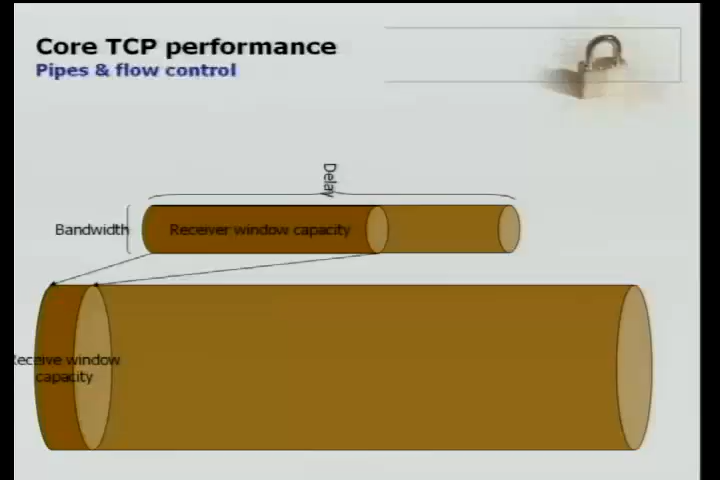 Core TCP performance
Pipes & flow control
Delay
Bandwidth
Receiver window capacity
Receive window
capacity